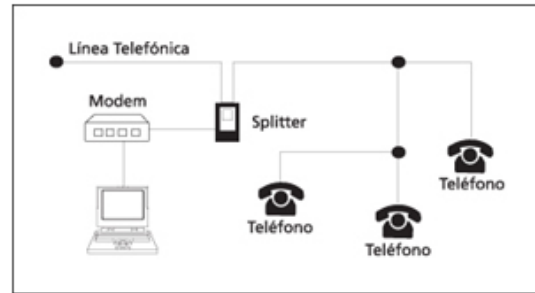 Línea Telefónica
Modem
Splitter
Teléfono
Teléfono
Teléfono